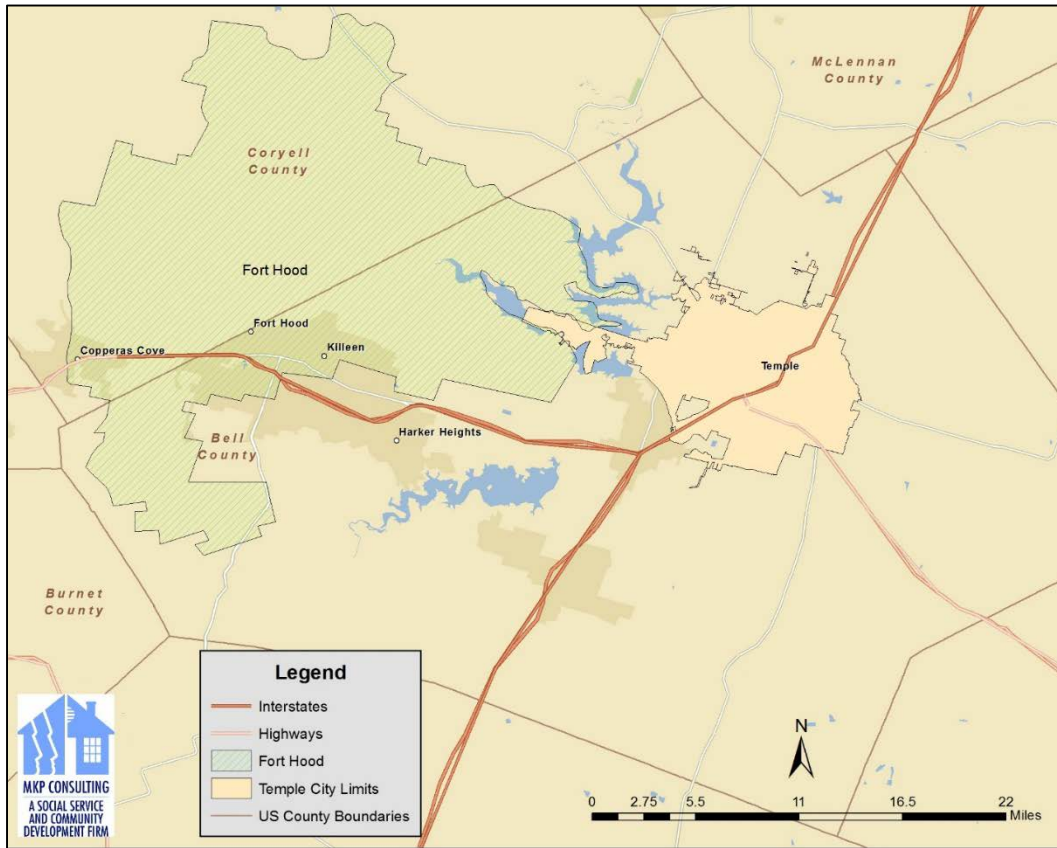 McLennan
County
Coryell
County
Fort Hood
Fort Hood
Copperas Cove
Killeen
Temple
Harker Heights
Bell
County
Burnet
County
Legend
Interstates
Highways
Fort Hood
Temple City Limits
US County Boundaries
MKP CONSULTING
A SOCIAL SERVICE
AND COMMUNITY
DEVELOPMENT FIRM
N
0 2.75 5.5 11 16.5 22
Miles